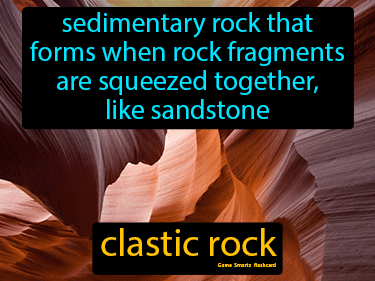 sedimentary rock that
forms when rock fragments
are squeezed together,
like sandstone
clastic rock
Game Smartz flashcard